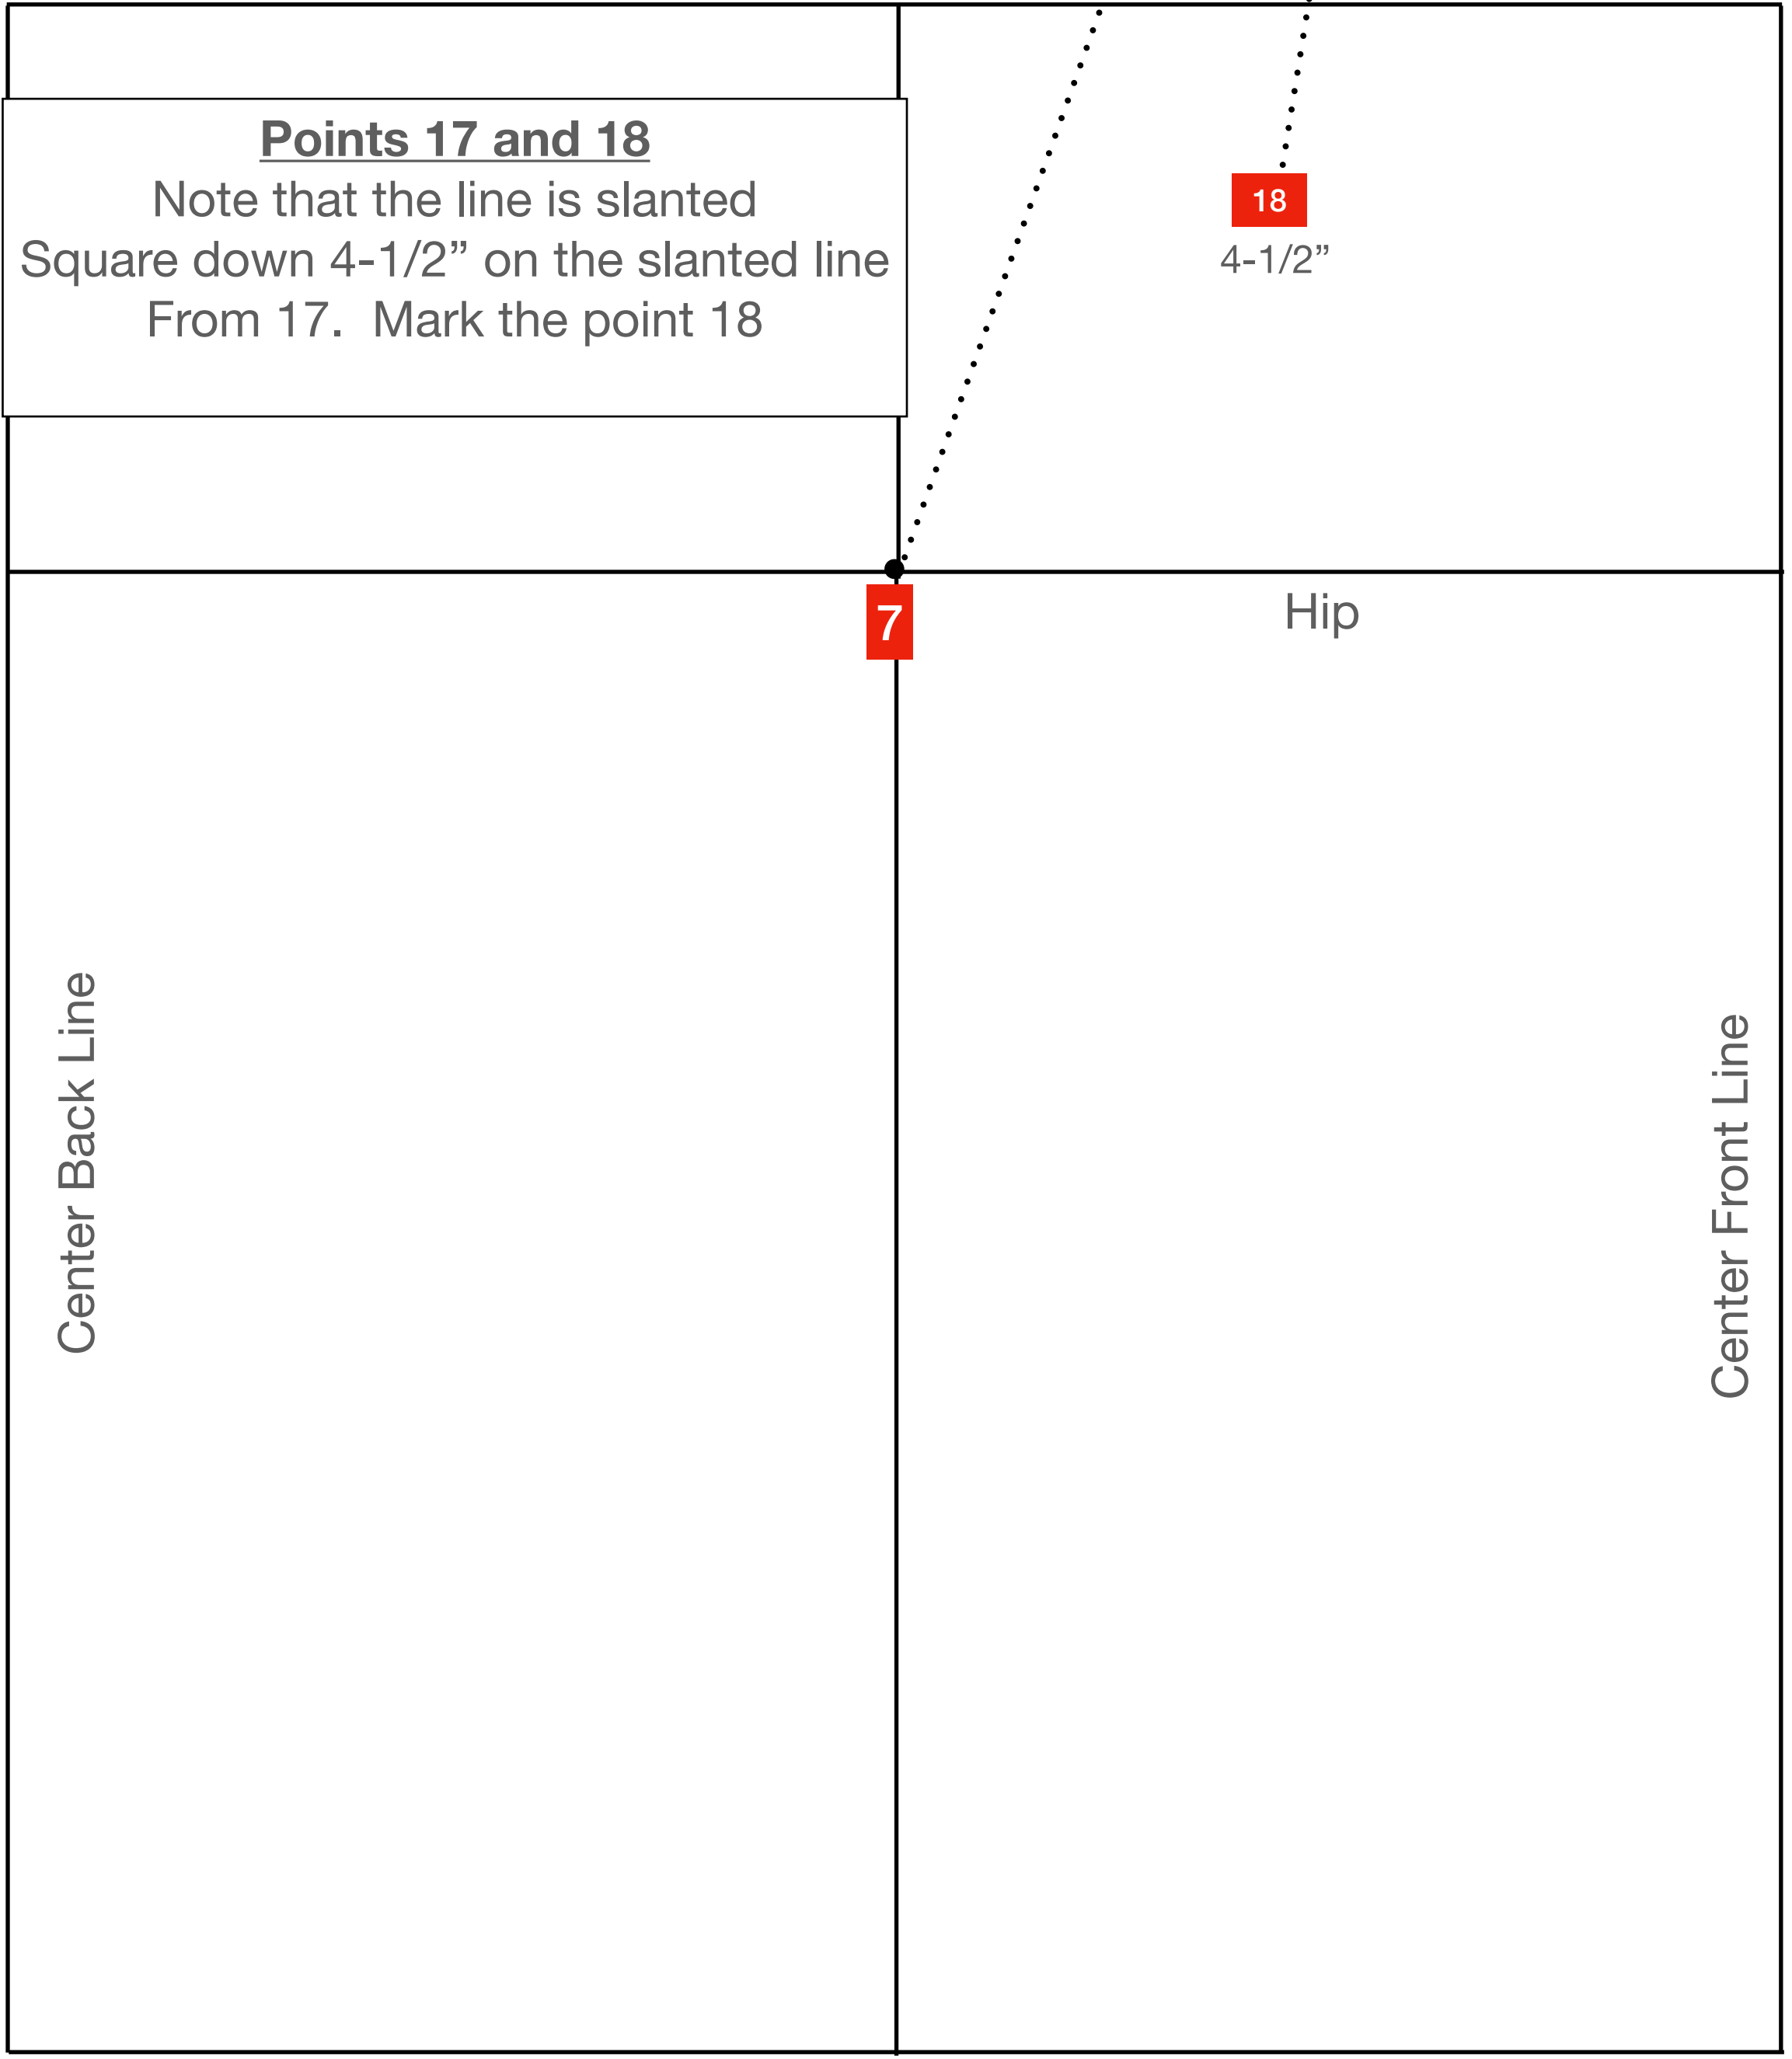 Points 17 and 18
Note that the line is slanted
Square down 4-1/2” on the slanted line
From 17.  Mark the point 18
18
4-1/2”
7
Hip
Center Back Line
Center Front Line